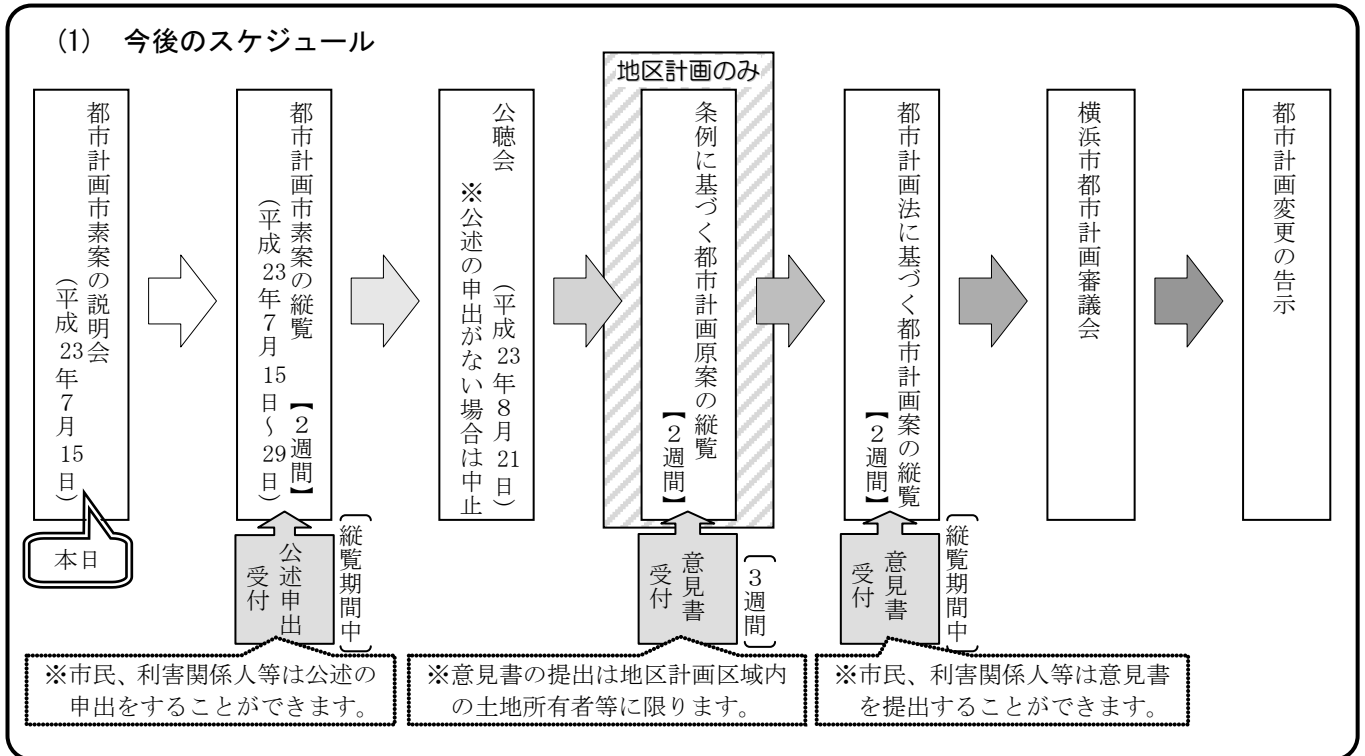 (1) 今後のスケジュール
都市計画市素案の説明会
（平成23年７月15日）
本日
都市計画市素案の縦覧
【２週間】
（平成23年７月15日～29日）
公述申出
受付
〔縦覧期間中〕
※市民、利害関係人等は公述の
申出をすることができます。
公聴会
（平成23年８月21日）
※公述の申出がない場合は中止
地区計画のみ
条例に基づく都市計画原案の縦覧
【２週間】
意見書
受付
〔３週間〕
※意見書の提出は地区計画区域内
の土地所有者等に限ります。
都市計画法に基づく都市計画案の縦覧
【２週間】
意見書
受付
〔縦覧期間中〕
※市民、利害関係人等は意見書
を提出することができます。
横浜市都市計画審議会
都市計画変更の告示